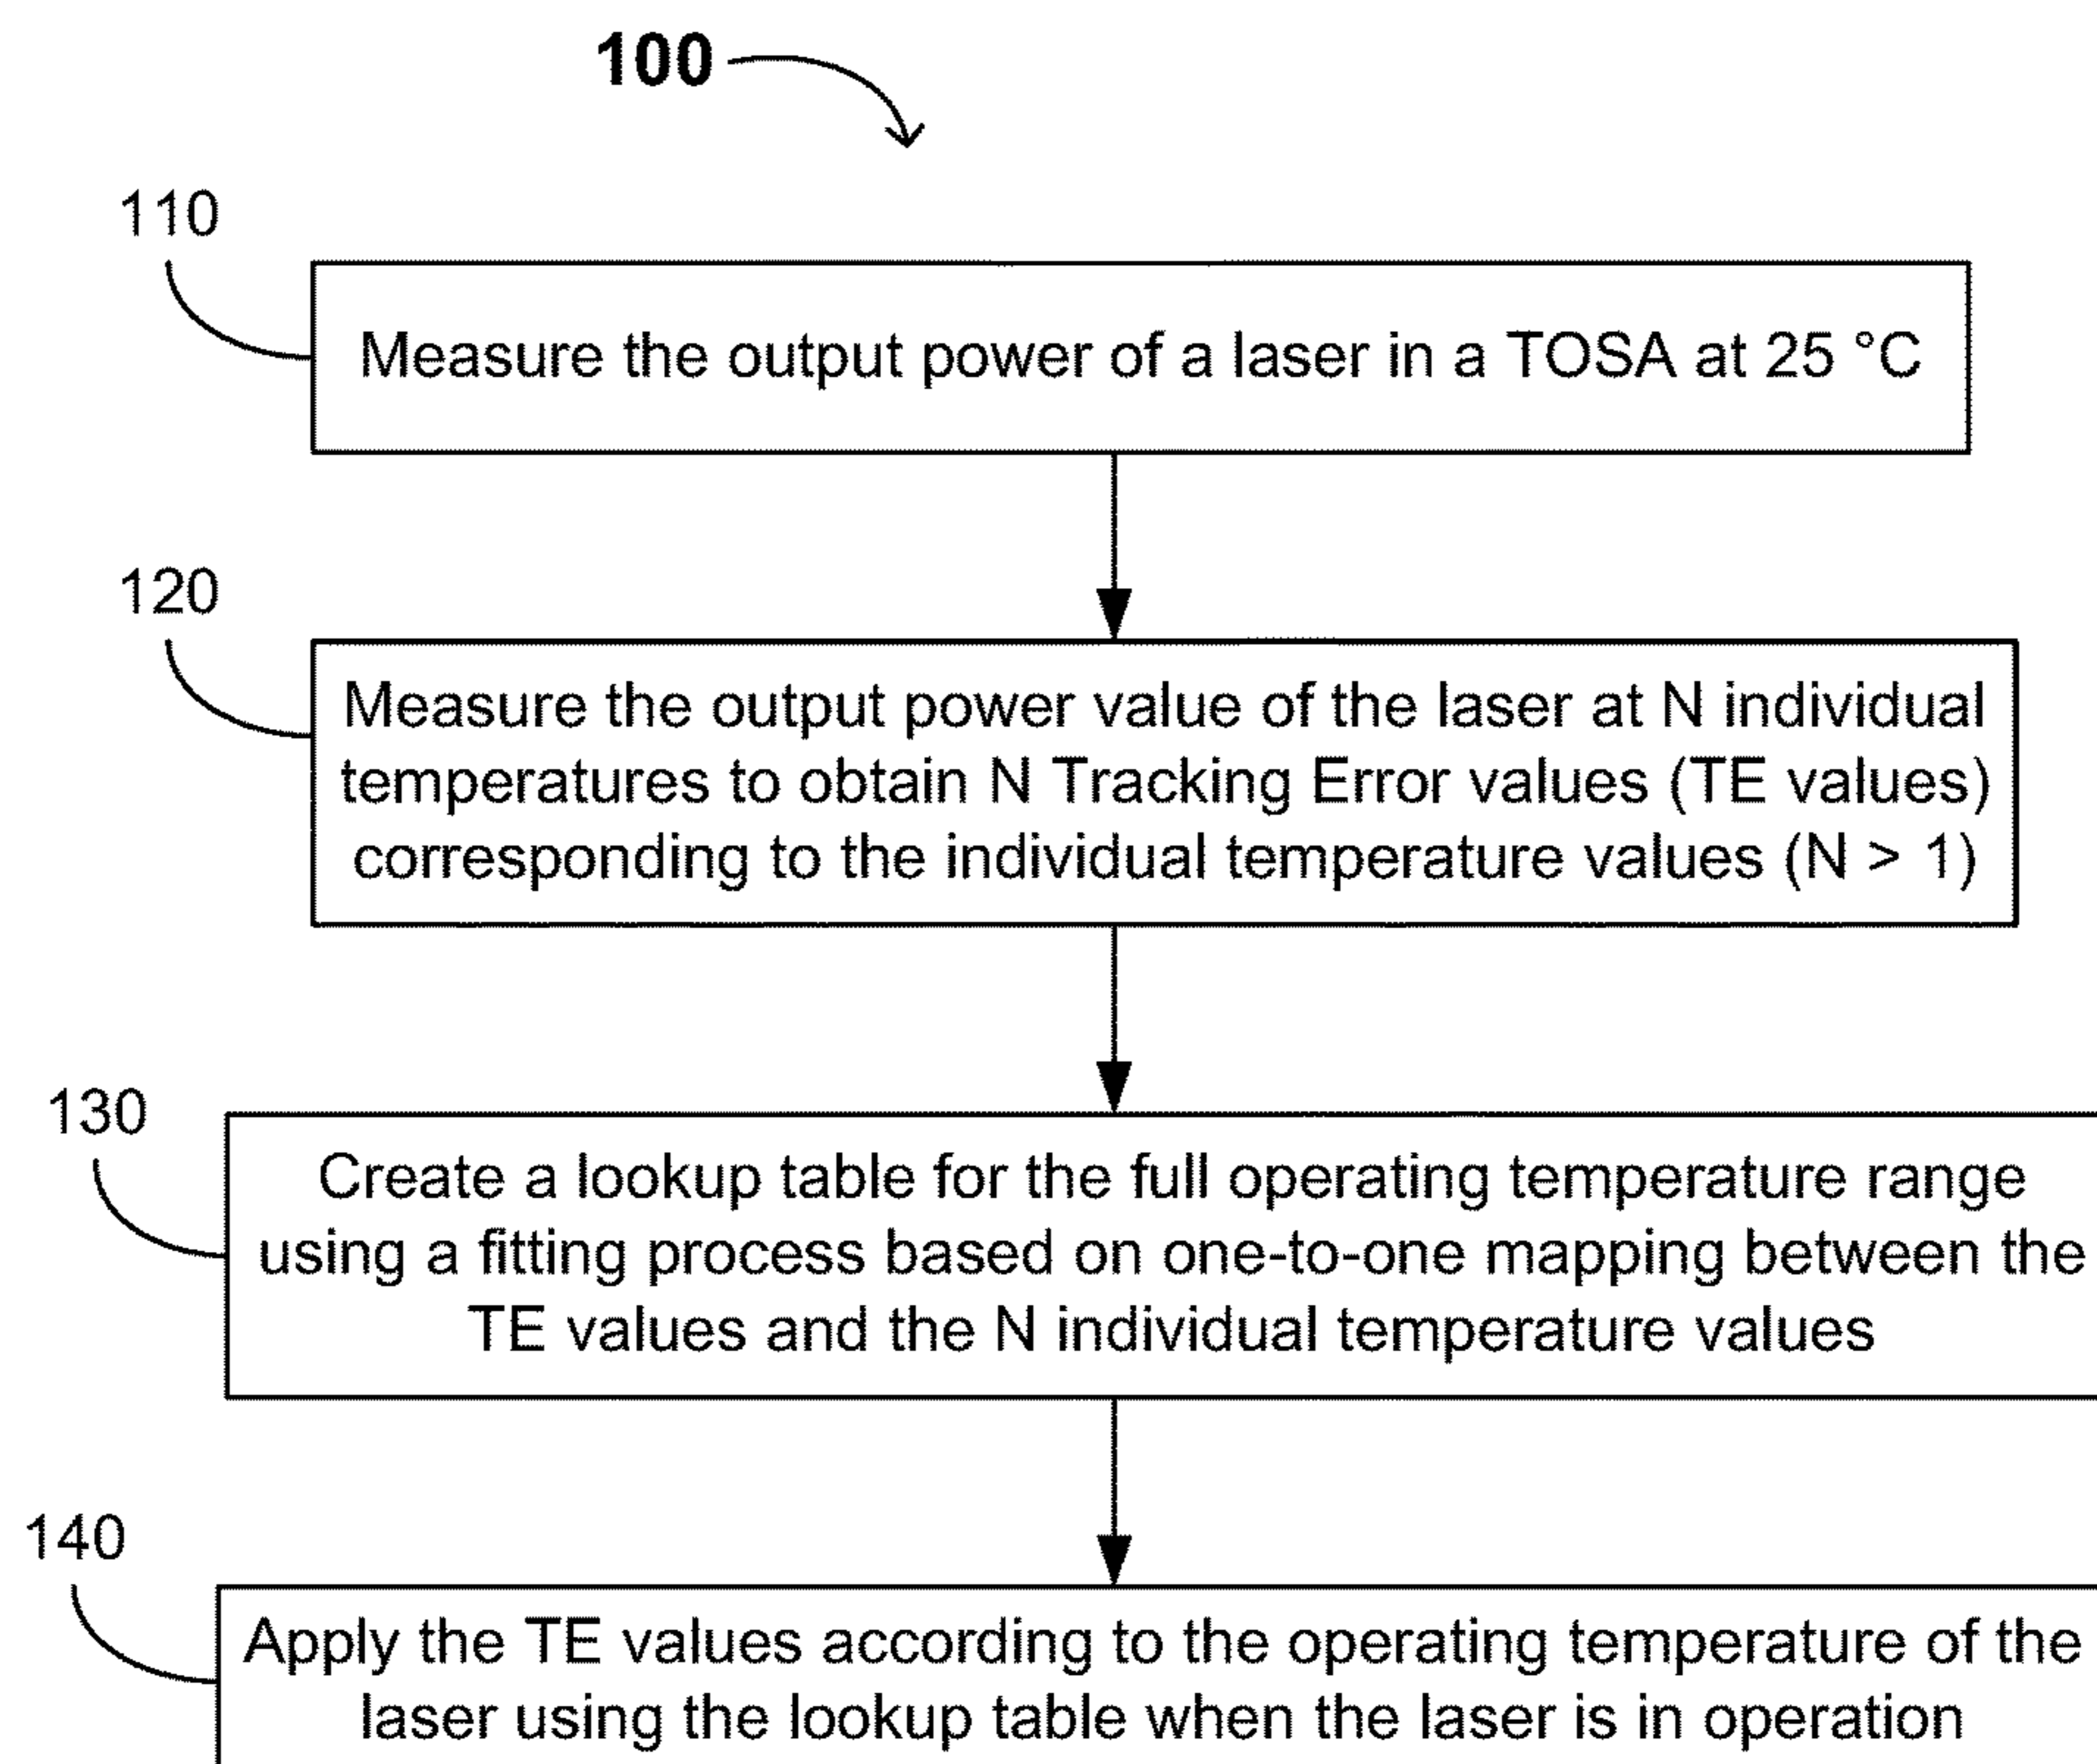 100
110
Measure the output power of a laser in a TOSA at 25 °C
120
Measure the output power value of the laser at N individual
temperatures to obtain N Tracking Error values (TE values)
corresponding to the individual temperature values (N > 1)
130
Create a lookup table for the full operating temperature range
using a fitting process based on one-to-one mapping between the
TE values and the N individual temperature values
140
Apply the TE values according to the operating temperature of the
laser using the lookup table when the laser is in operation